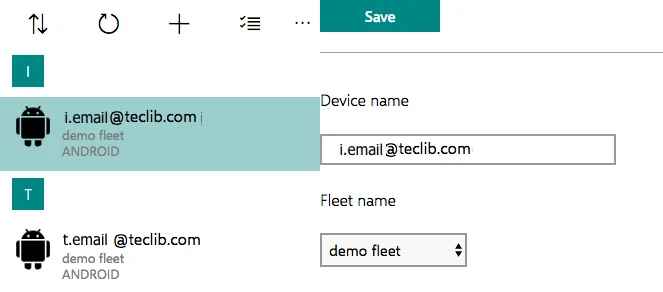 Save
I
i.email@teclib.com
demo fleet
ANDROID
T
t.email @teclib.com
demo fleet
ANDROID
Device name
i.email@teclib.com
Fleet name
demo fleet